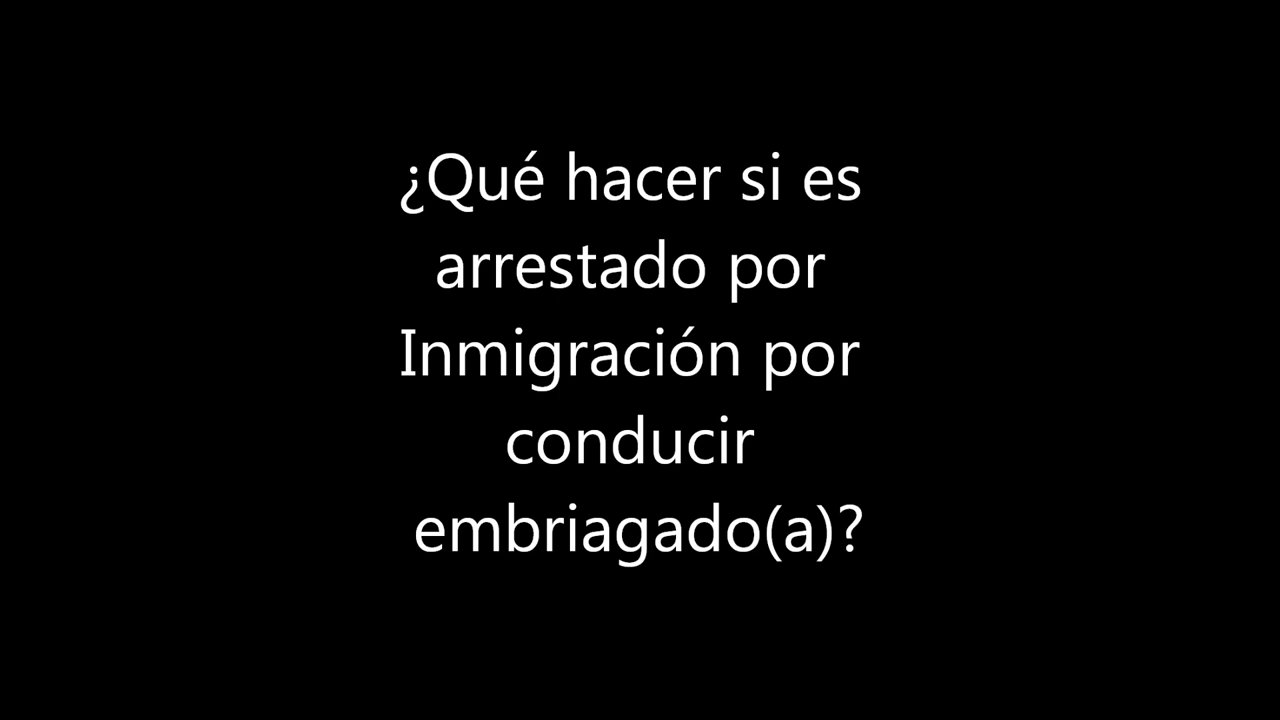 ¿Qué hacer si es
arrestado por
Inmigración por
conducir
embriagado(a)?